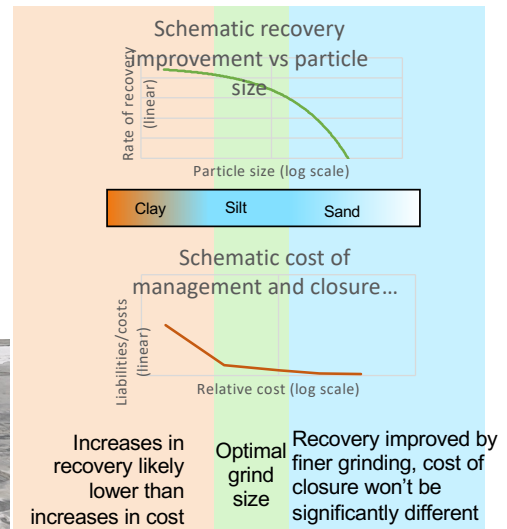 Schematic recovery
improvement vs particle
size
Rate of recovery
(linear)
Particle size (log scale)
Clay
Silt
Sand
Schematic cost of
management and closure…
Liabilities/costs
(linear)
Relative cost (log scale)
Increases in
recovery likely
lower than
increases in cost
Optimal
grind
size
Recovery improved by
finer grinding, cost of
closure won’t be
significantly different